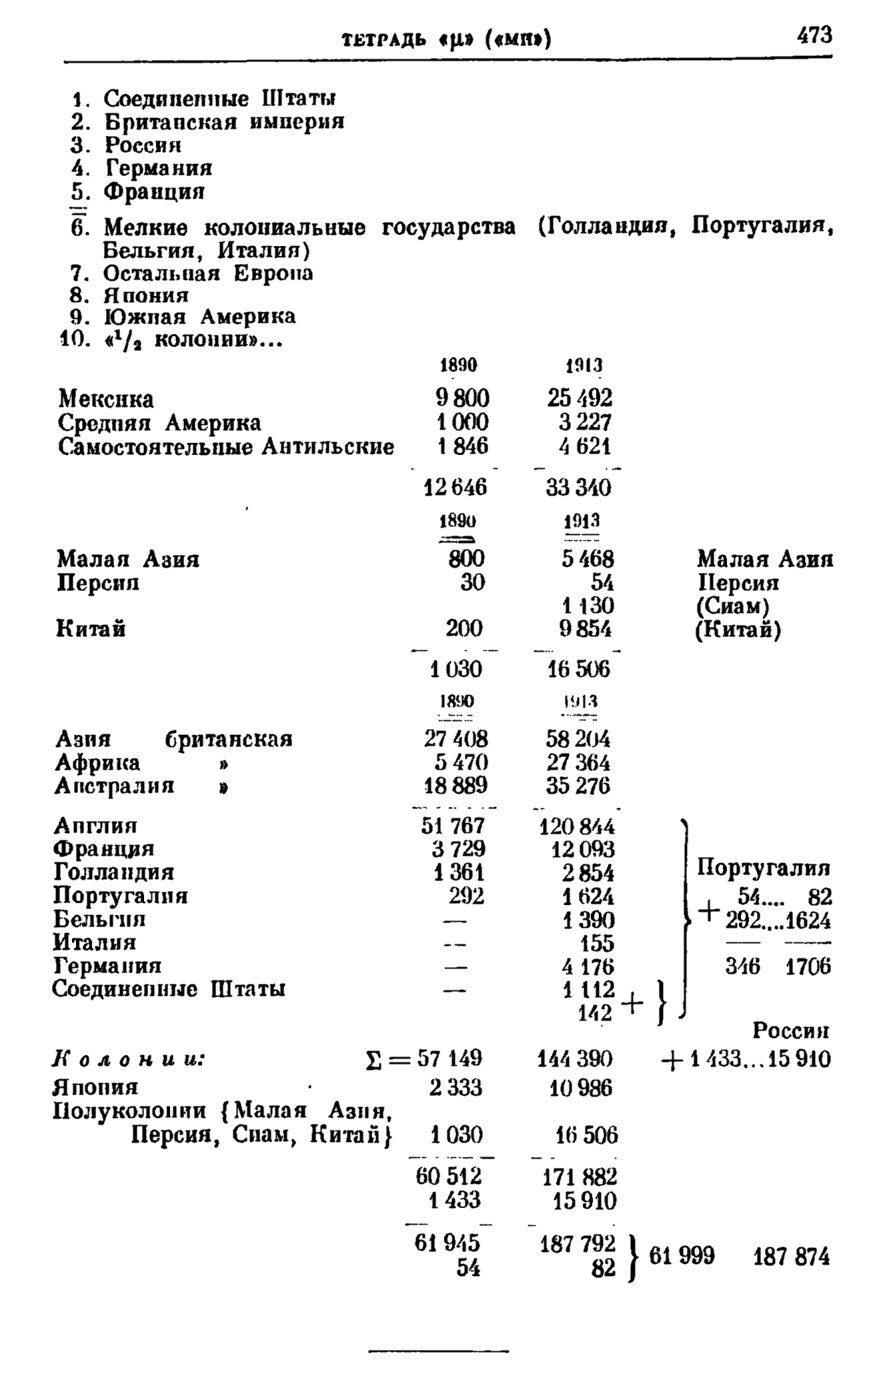 ТЕТРАДЬ «μ» («МИ») 473
1. Соединенные Штаты
2. Британская империя
3. Россия
4. Германия
5. Франция
6. Мелкие колониальные государства (Голландия, Португалия,
Бельгия, Италия)
7. Остальная Европа
8. Япония
9. Южная Америка
10. «1/2 колонии»...
1890 1913
Мексика 9 800 25 492
Средняя Америка 1 000 3 227
Самостоятельные Антильские 1 846 4 621
12 646 33 340
1890 1913
Малая Азия 800 5 468 Малая Азия
Персия 30 54 Персия
1 130 (Сиам)
Китай 200 9 854 (Китай)
1 030 16 506
1890 1913
Азия британская 27 408 58 204
Африка » 5 470 27 364
Австралия » 18 889 35 276
Англия 51 767 120 844
Франция 3 729 12 093
Голландия 1 361 2 854 Португалия
Португалия 292 1 624 54.... 82
Бельгия — 1 390 + 292....1624
Италия — 155
Германия — 4 176 346 1706
Соединенные Штаты — 1 112
142 + }
Россия
Колонии: Σ = 57 149 144 390 + 1 433...15 910
Япония 2 333 10 986
Полуколонии {Малая Азия,
Персия, Сиам, Китай} 1 030 16 506
60 512 171 882
1 433 15 910
61 945 187 792
54 82 } 61 999 187 874